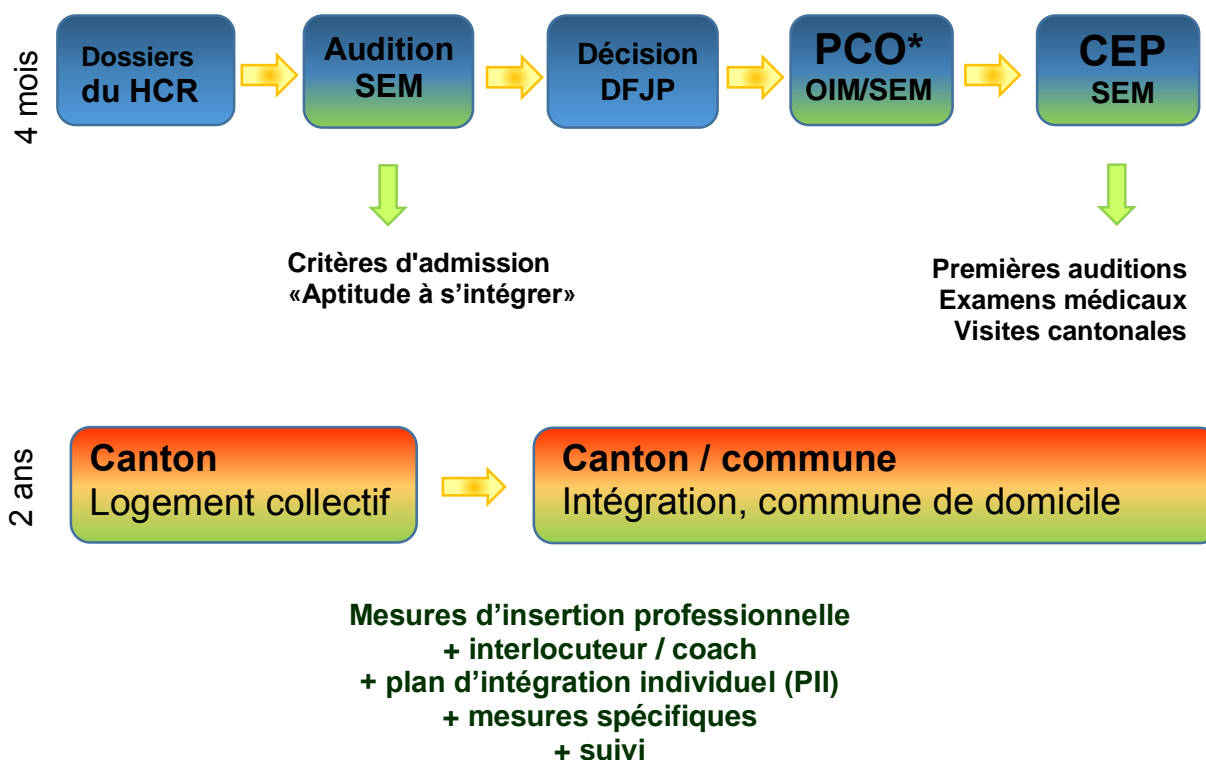 4 mois
Dossiers
du HCR
Audition
SEM
Décision
DFJP
PCO*
OIM/SEM
CEP
SEM
Critères d'admission
«Aptitude à s’intégrer»
Premières auditions
Examens médicaux
Visites cantonales
2 ans
Canton
Logement collectif
Canton / commune
Intégration, commune de domicile
Mesures d’insertion professionnelle
+ interlocuteur / coach
+ plan d’intégration individuel (PII)
+ mesures spécifiques
+ suivi